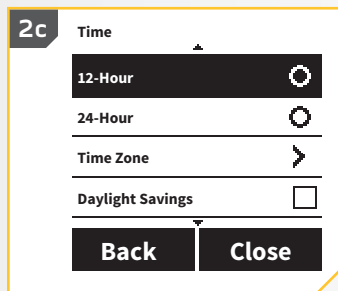 2c
Time
12-Hour
24-Hour
Time Zone
Daylight Savings
Back Close